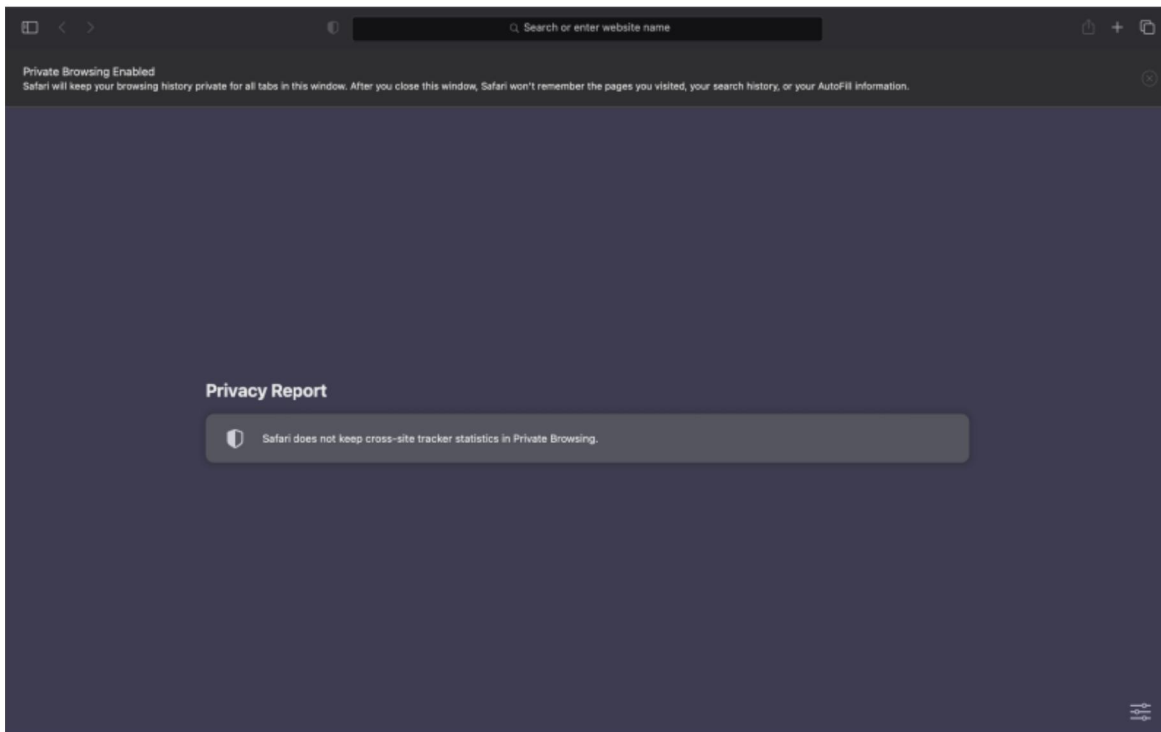 Search or enter website name
Private Browsing Enabled
Safari will keep your browsing history private for all tabs in this window. After you close this window, Safari won't remember the pages you visited, your search history, or your AutoFill information.
Privacy Report
Safari does not keep cross-site tracker statistics in Private Browsing.